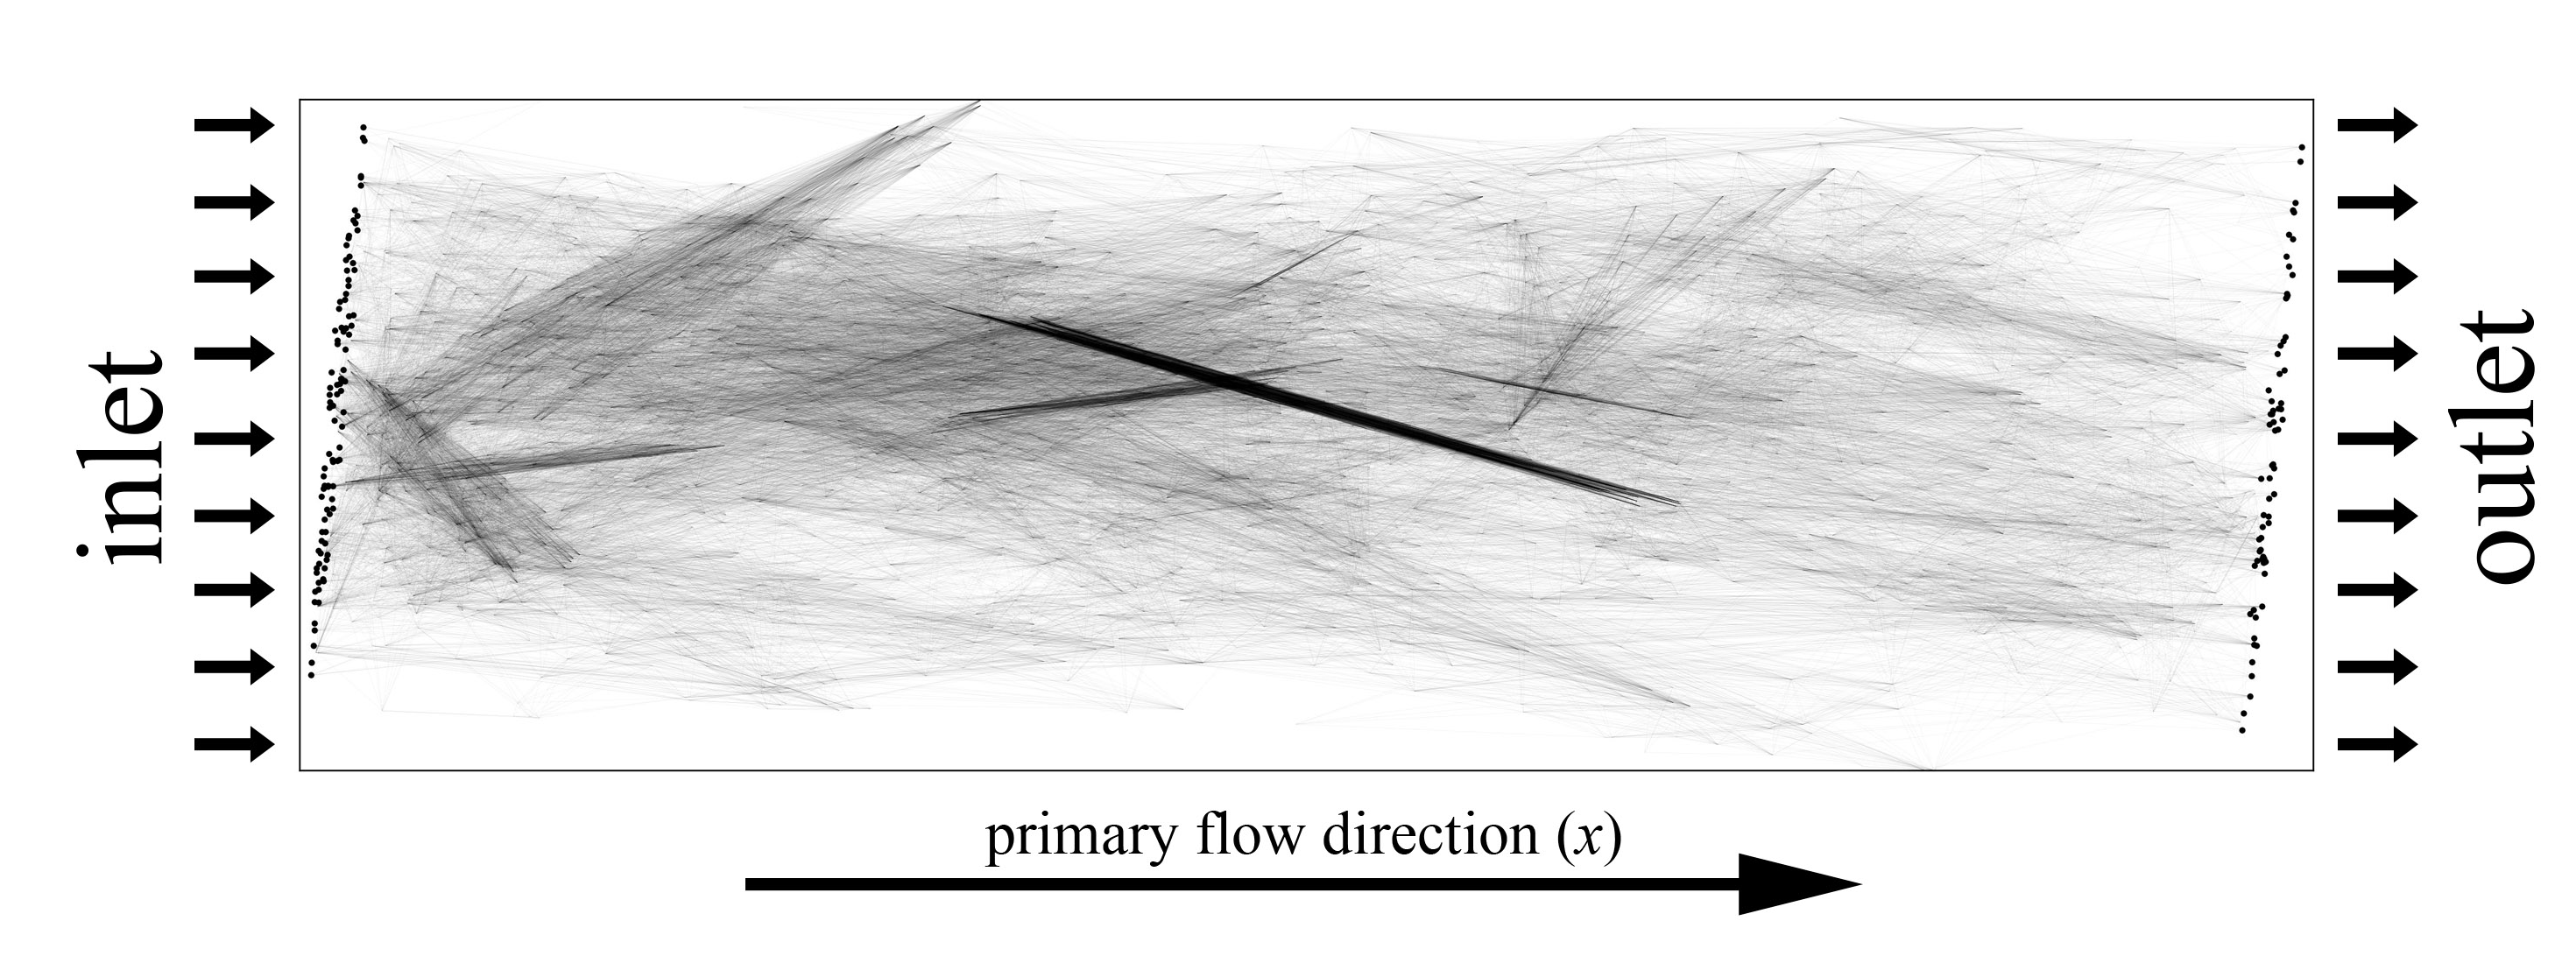 inlet
outlet
primary flow direction (x)